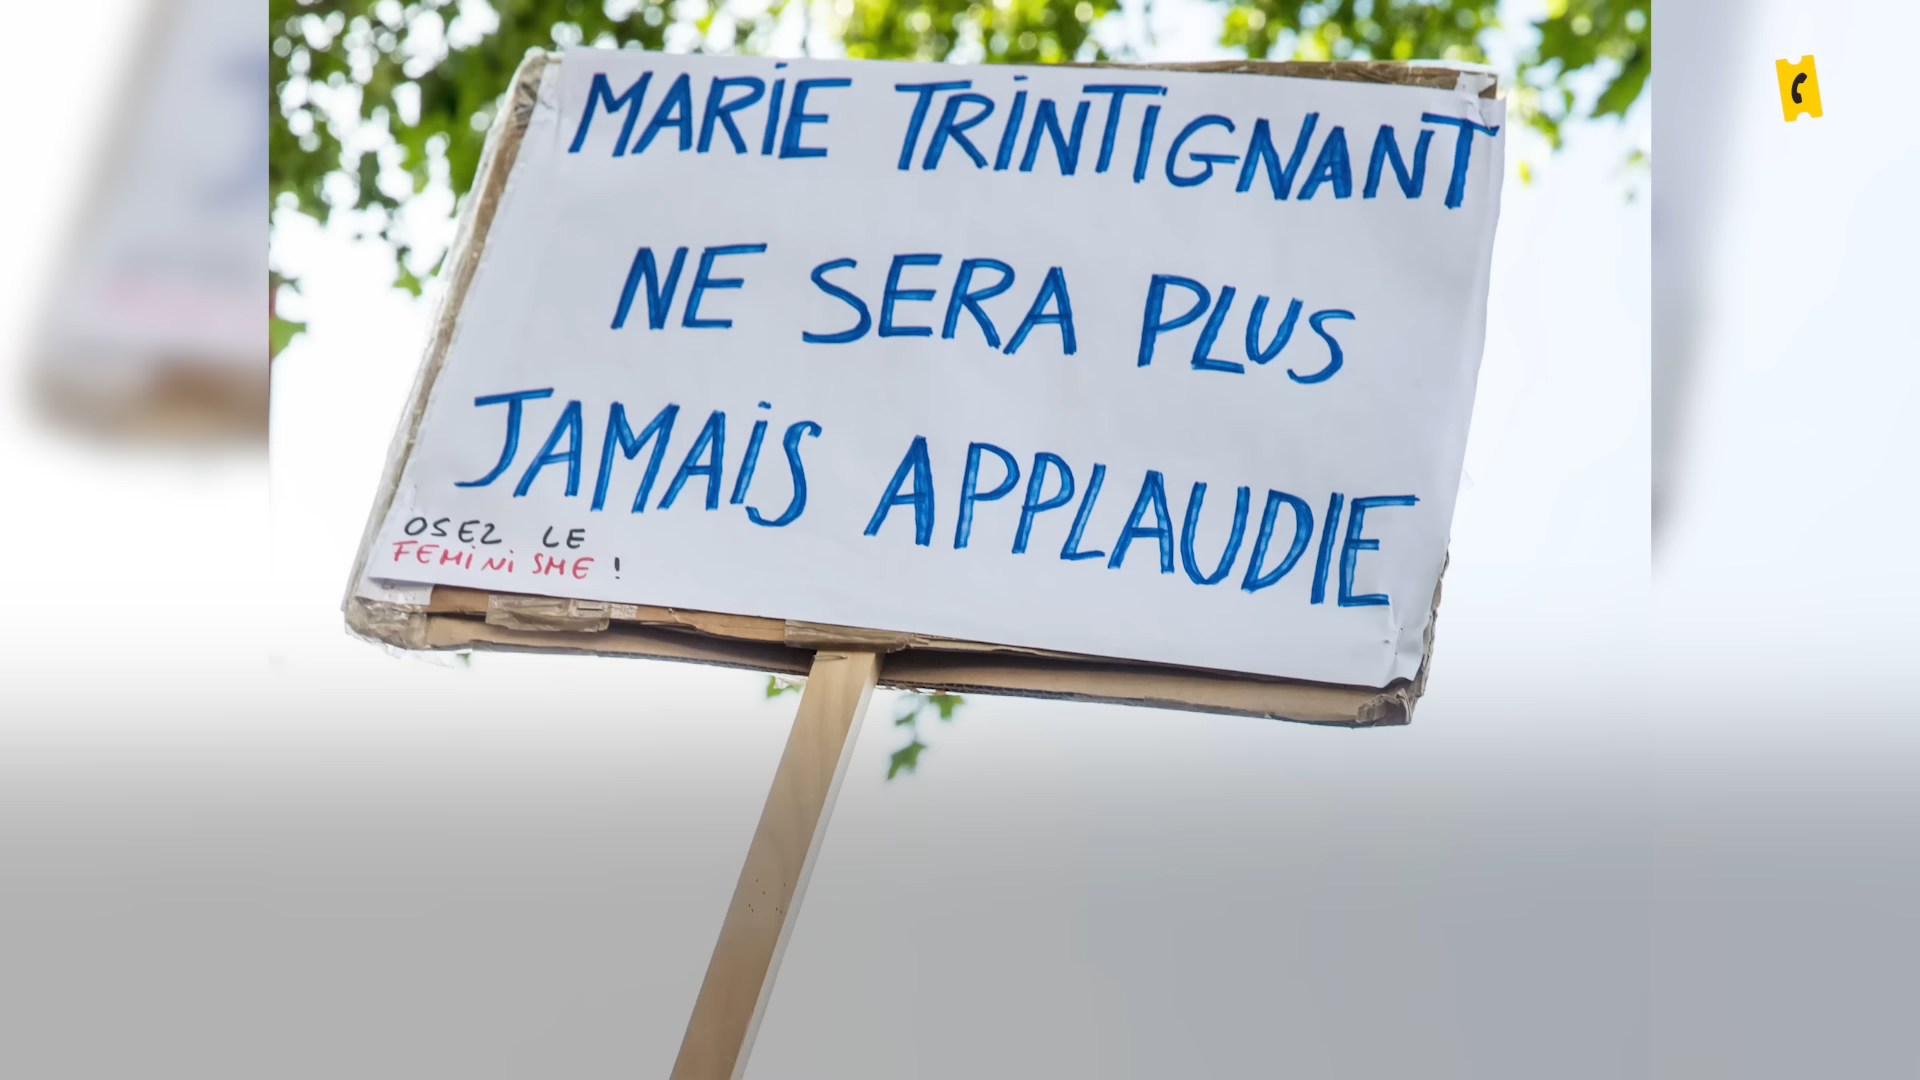 MARIE TRINTIGNANT
NE SERA PLUS
JAMAIS APPLAUDIE
OSEZ LE
FEMINISME !